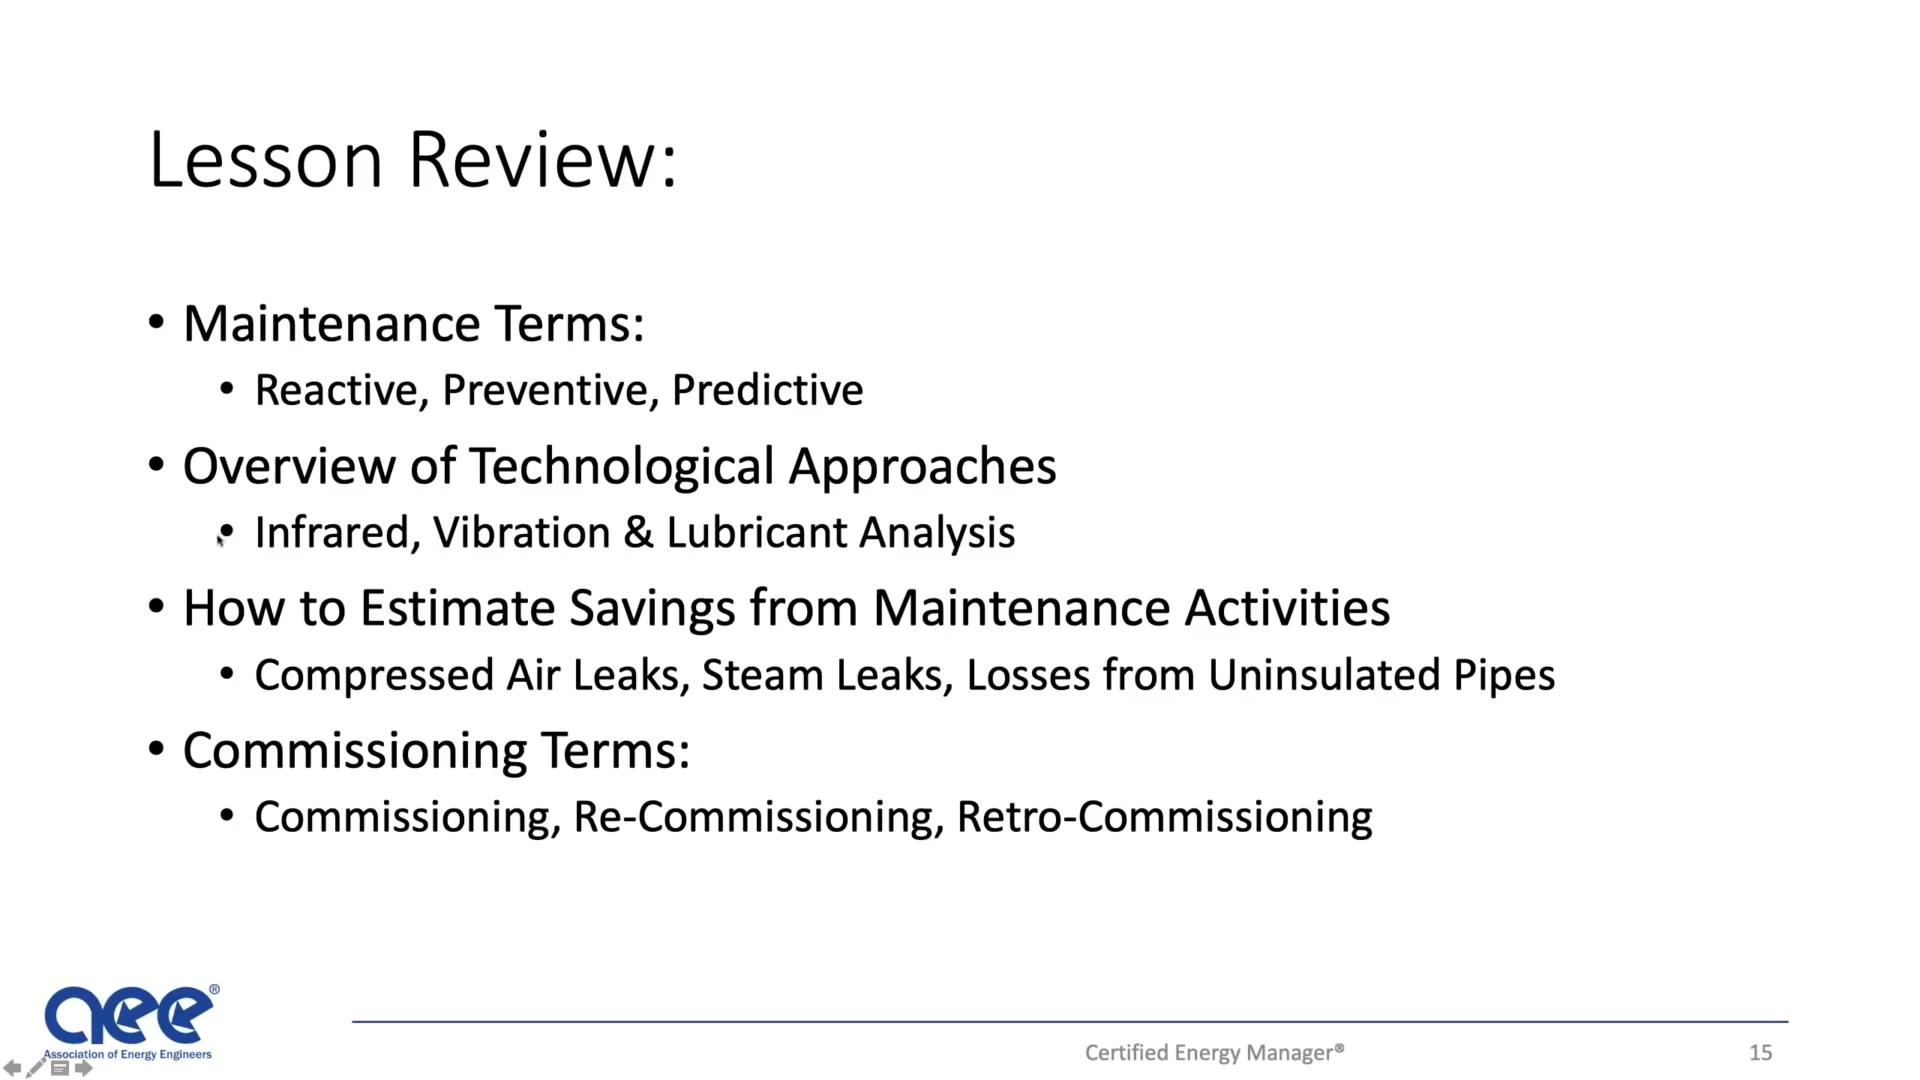 Lesson Review:
• Maintenance Terms:
• Reactive, Preventive, Predictive
• Overview of Technological Approaches
• Infrared, Vibration & Lubricant Analysis
• How to Estimate Savings from Maintenance Activities
• Compressed Air Leaks, Steam Leaks, Losses from Uninsulated Pipes
• Commissioning Terms:
• Commissioning, Re-Commissioning, Retro-Commissioning
aee®
Association of Energy Engineers
Certified Energy Manager®
15